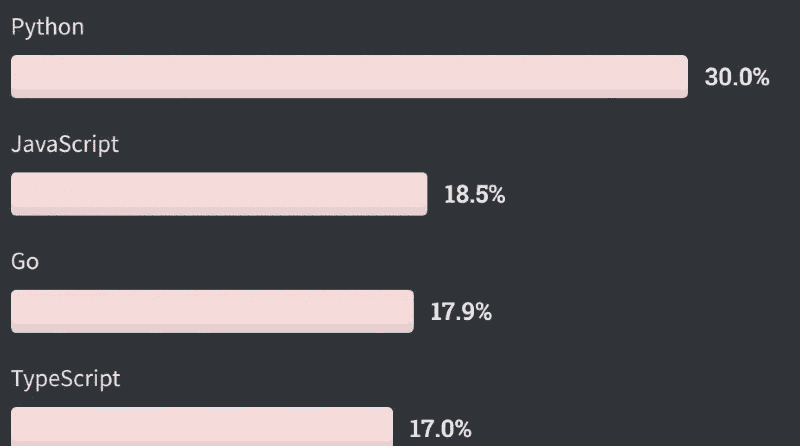 Python
30.0%
JavaScript
18.5%
Go
17.9%
TypeScript
17.0%